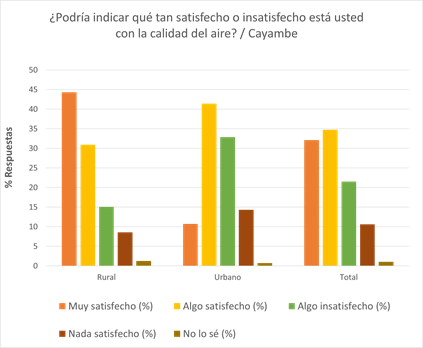 ¿Podría indicar qué tan satisfecho o insatisfecho está usted
con la calidad del aire? / Cayambe
% Respuestas
50
45
40
35
30
25
20
15
10
5
0
Rural
Urbano
Total
Muy satisfecho (%)
Algo satisfecho (%)
Algo insatisfecho (%)
Nada satisfecho (%)
No lo sé (%)